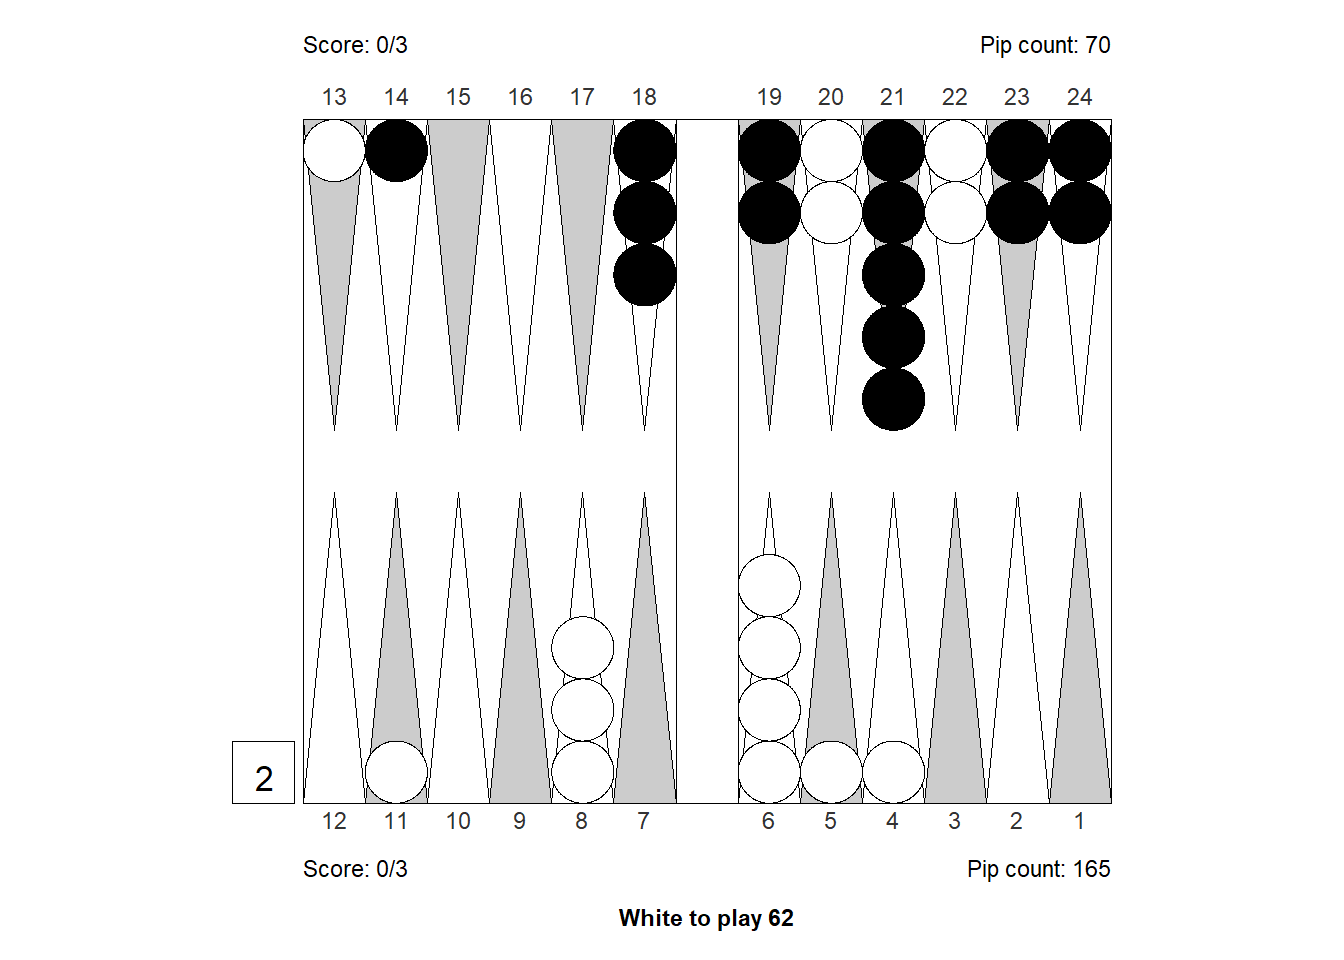 Score: 0/3 Pip count: 70
13 14 15 16 17 18 19 20 21 22 23 24
2
12 11 10 9 8 7 6 5 4 3 2 1
Score: 0/3 Pip count: 165
White to play 62